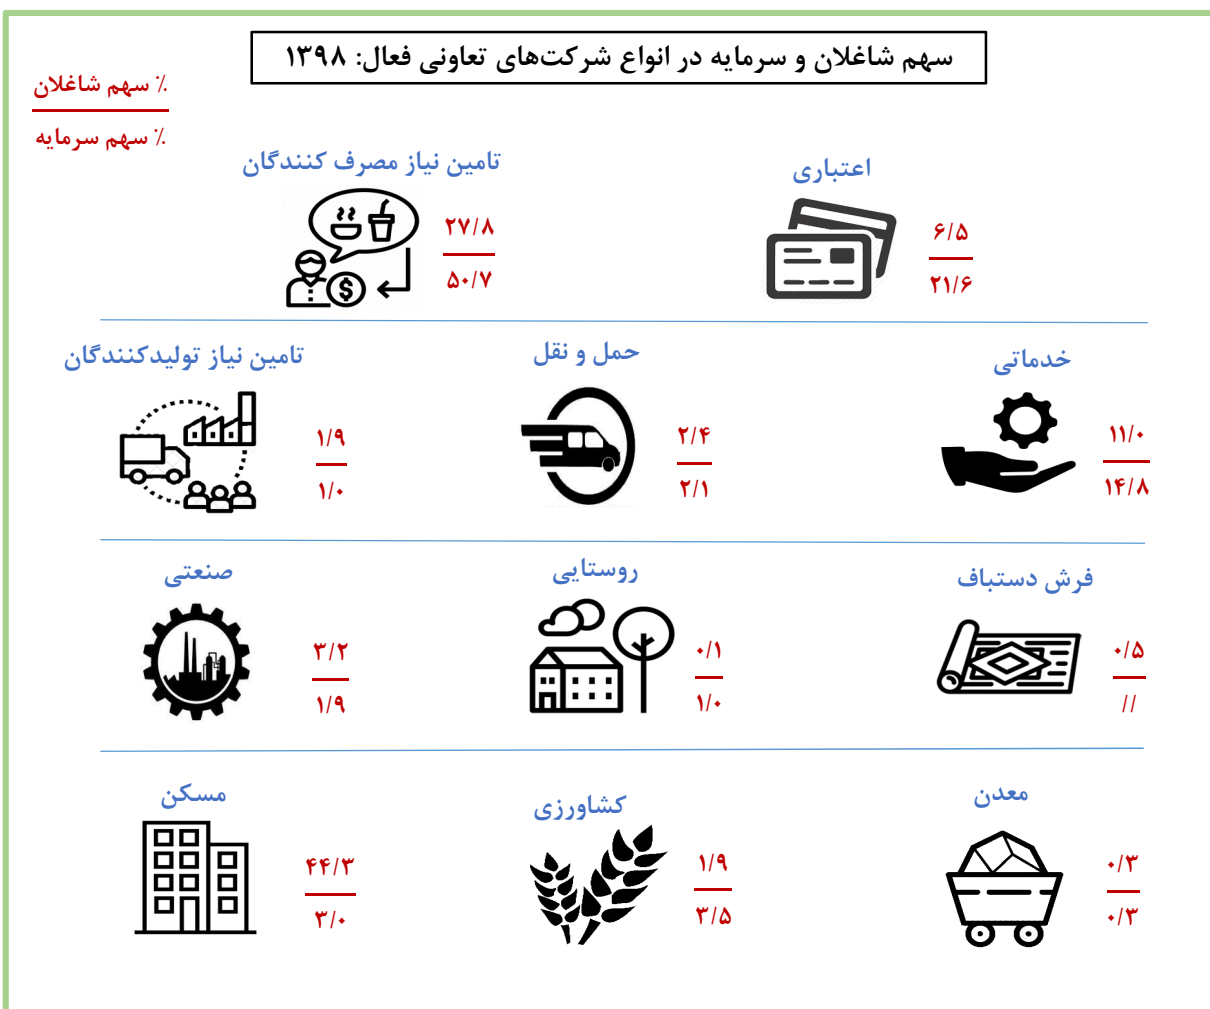 سهم شاغلان و سرمایه در انواع شرکت‌های تعاونی فعال: ۱۳۹۸
٪ سهم شاغلان
٪ سهم سرمایه
اعتباری
۶/۵
۲۱/۶
تامین نیاز مصرف کنندگان
۲۷/۸
۵۰/۷
خدماتی
۱۱/۰
۱۴/۸
حمل و نقل
۲/۴
۲/۱
تامین نیاز تولیدکنندگان
۱/۹
۱/۰
فرش دستباف
۰/۵
//
روستایی
۰/۱
۱/۰
صنعتی
۳/۲
۱/۹
معدن
۰/۳
۰/۳
کشاورزی
۱/۹
۳/۵
مسکن
۴۴/۳
۳/۰